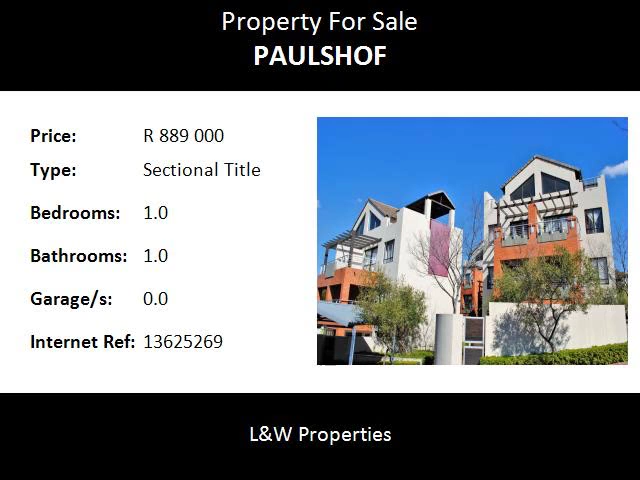 Property For Sale
PAULSHOF
Price: R 889 000
Type: Sectional Title
Bedrooms: 1.0
Bathrooms: 1.0
Garage/s: 0.0
Internet Ref: 13625269
L&W Properties